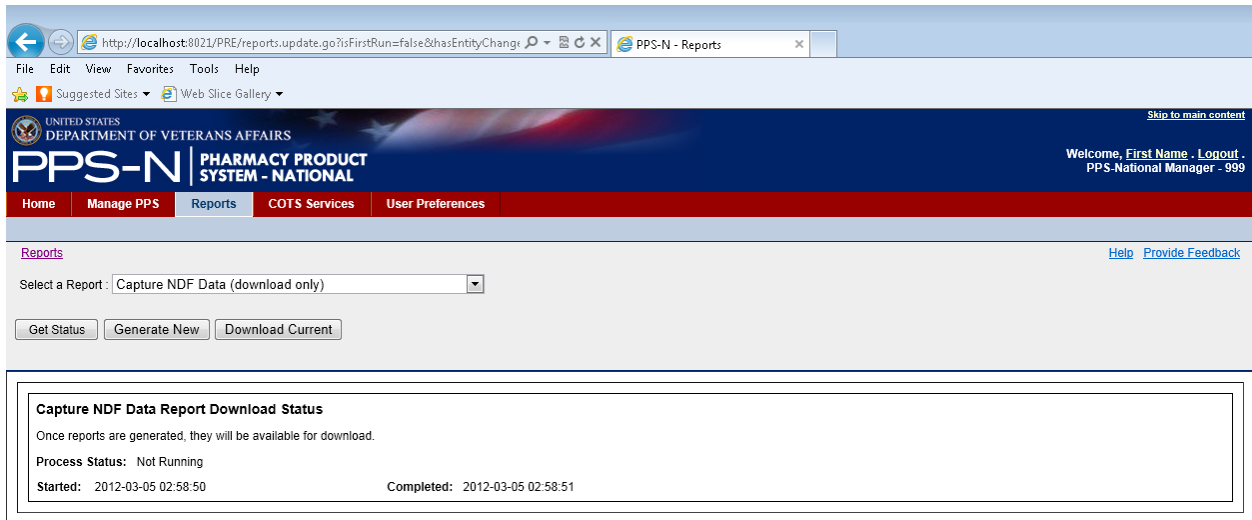 http://localhost:8021/PRE/reports.update.go?isFirstRun=false&hasEntityChange
PPS-N - Reports
File Edit View Favorites Tools Help
Suggested Sites Web Slice Gallery
Skip to main content
UNITED STATES
DEPARTMENT OF VETERANS AFFAIRS
PPS-N
PHARMACY PRODUCT
SYSTEM - NATIONAL
Welcome, First Name . Logout .
PPS-National Manager - 999
Home Manage PPS Reports COTS Services User Preferences
Reports
Help Provide Feedback
Select a Report : Capture NDF Data (download only)
Get Status Generate New Download Current
Capture NDF Data Report Download Status
Once reports are generated, they will be available for download.
Process Status: Not Running
Started: 2012-03-05 02:58:50 Completed: 2012-03-05 02:58:51